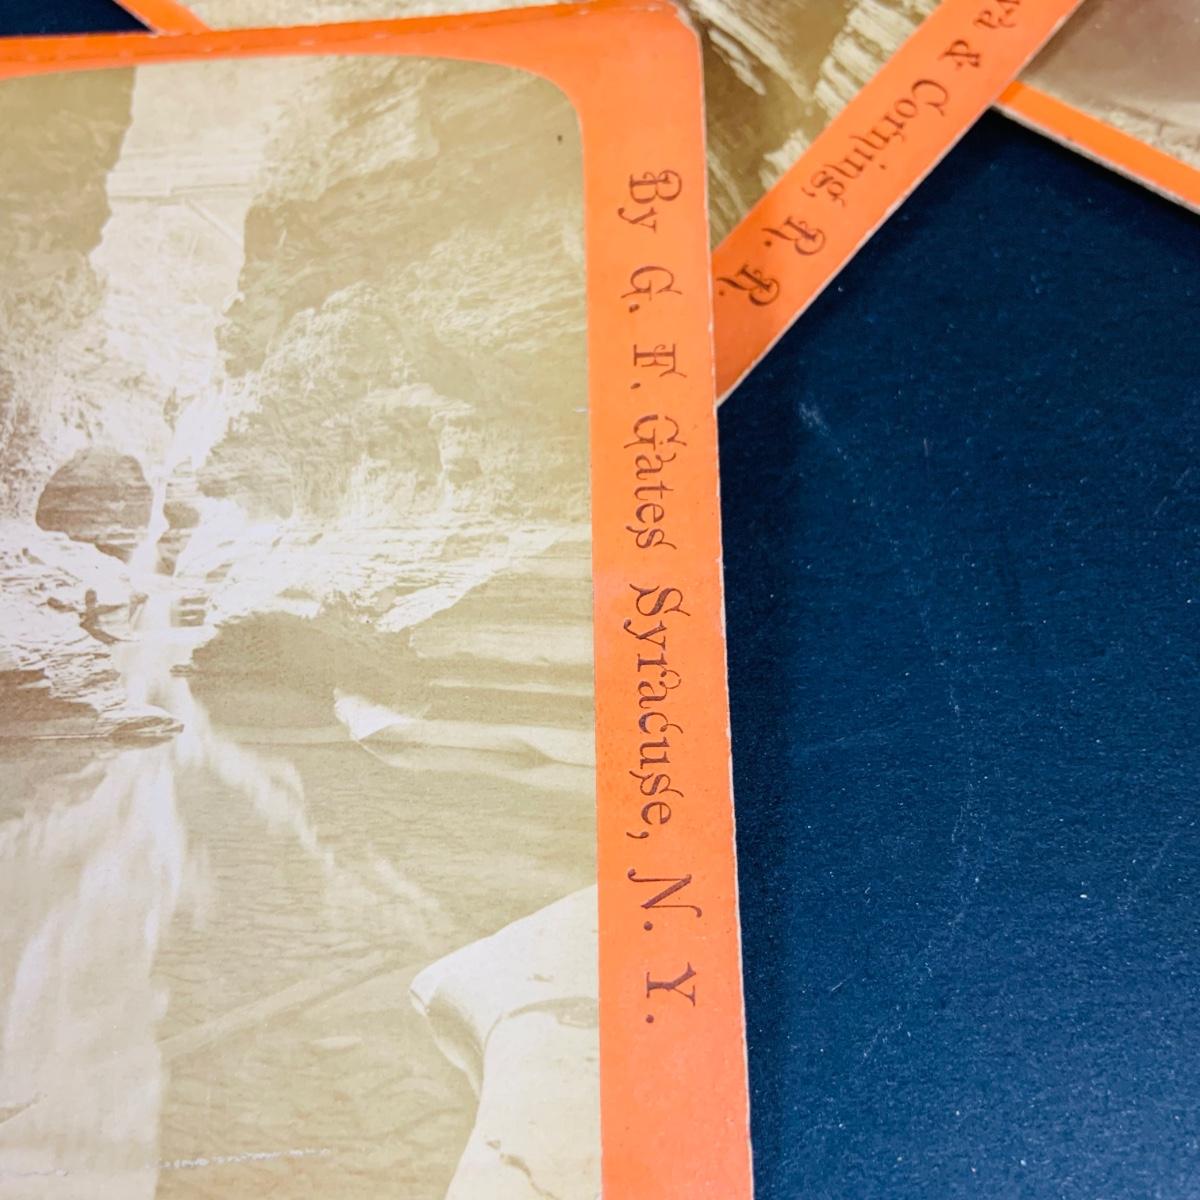 By G. F. Gates Syracuse, N. Y.
& Corning, R. R.